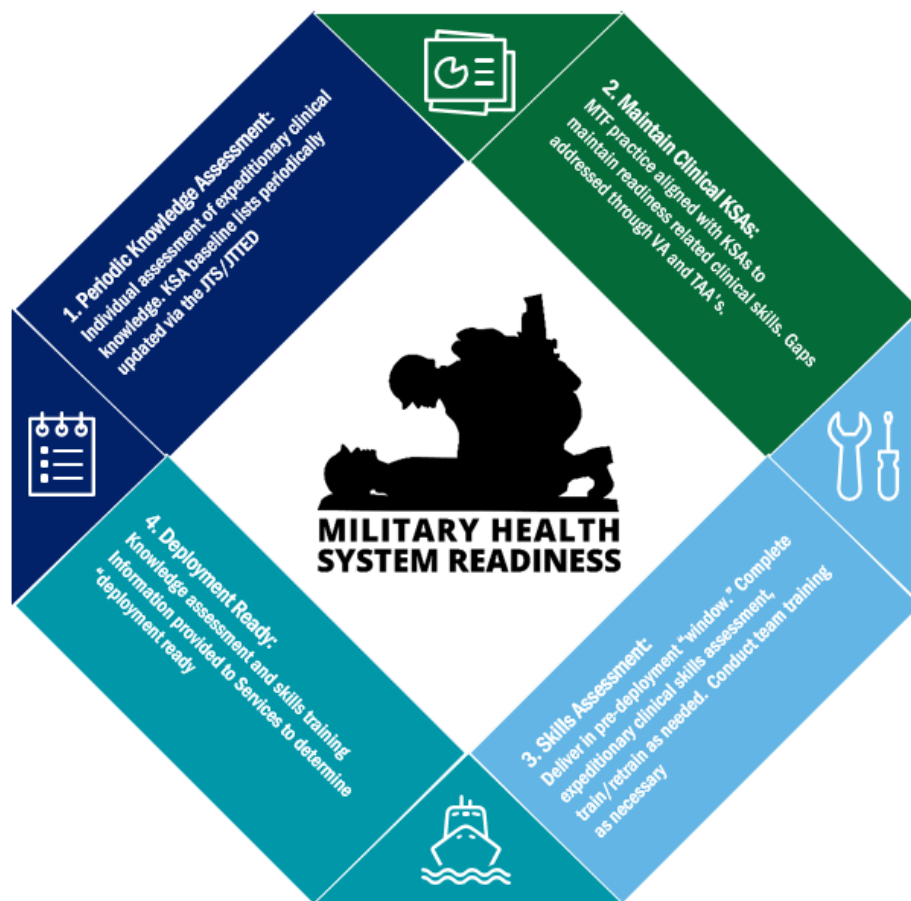 1. Periodic Knowledge Assessment:
Individual assessment of expeditionary clinical
knowledge. KSA baseline lists periodically
updated via the JTS/JTTED
2. Maintain Clinical KSAs:
MTF practice aligned with KSAs to
maintain readiness related clinical skills. Gaps
addressed through VA and TAA's.
MILITARY HEALTH
SYSTEM READINESS
3. Skills Assessment:
Deliver in pre-deployment “window.” Complete
expeditionary clinical skills assessment,
train/retrain as needed. Conduct team training
as necessary
4. Deployment Ready:
Knowledge assessment and skills training
Information provided to Services to determine
“deployment ready